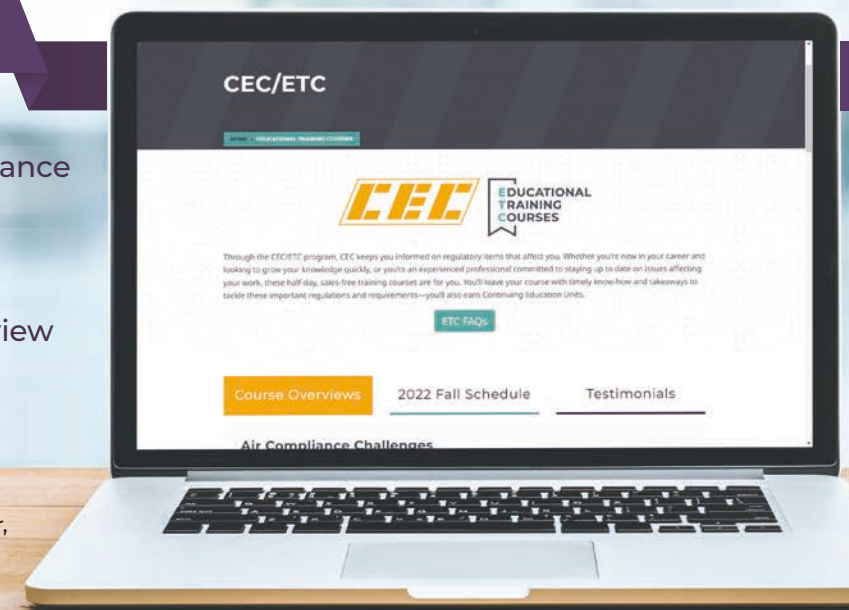 ance
view
r,
CEC/ETC
HOME » EDUCATIONAL TRAINING COURSES
CEC
EDUCATIONAL
TRAINING
COURSES
Through the CEC/ETC program, CEC keeps you informed on regulatory items that affect you. Whether you're new in your career and
looking to grow your knowledge quickly, or you're an experienced professional committed to staying up to date on issues affecting
your work, these half-day, sales-free training courses are for you. You'll leave your course with timely know-how and takeaways to
tackle these important regulations and requirements—you'll also earn Continuing Education Units.
ETC FAQs
Course Overviews
2022 Fall Schedule
Testimonials
Air Compliance Challenges